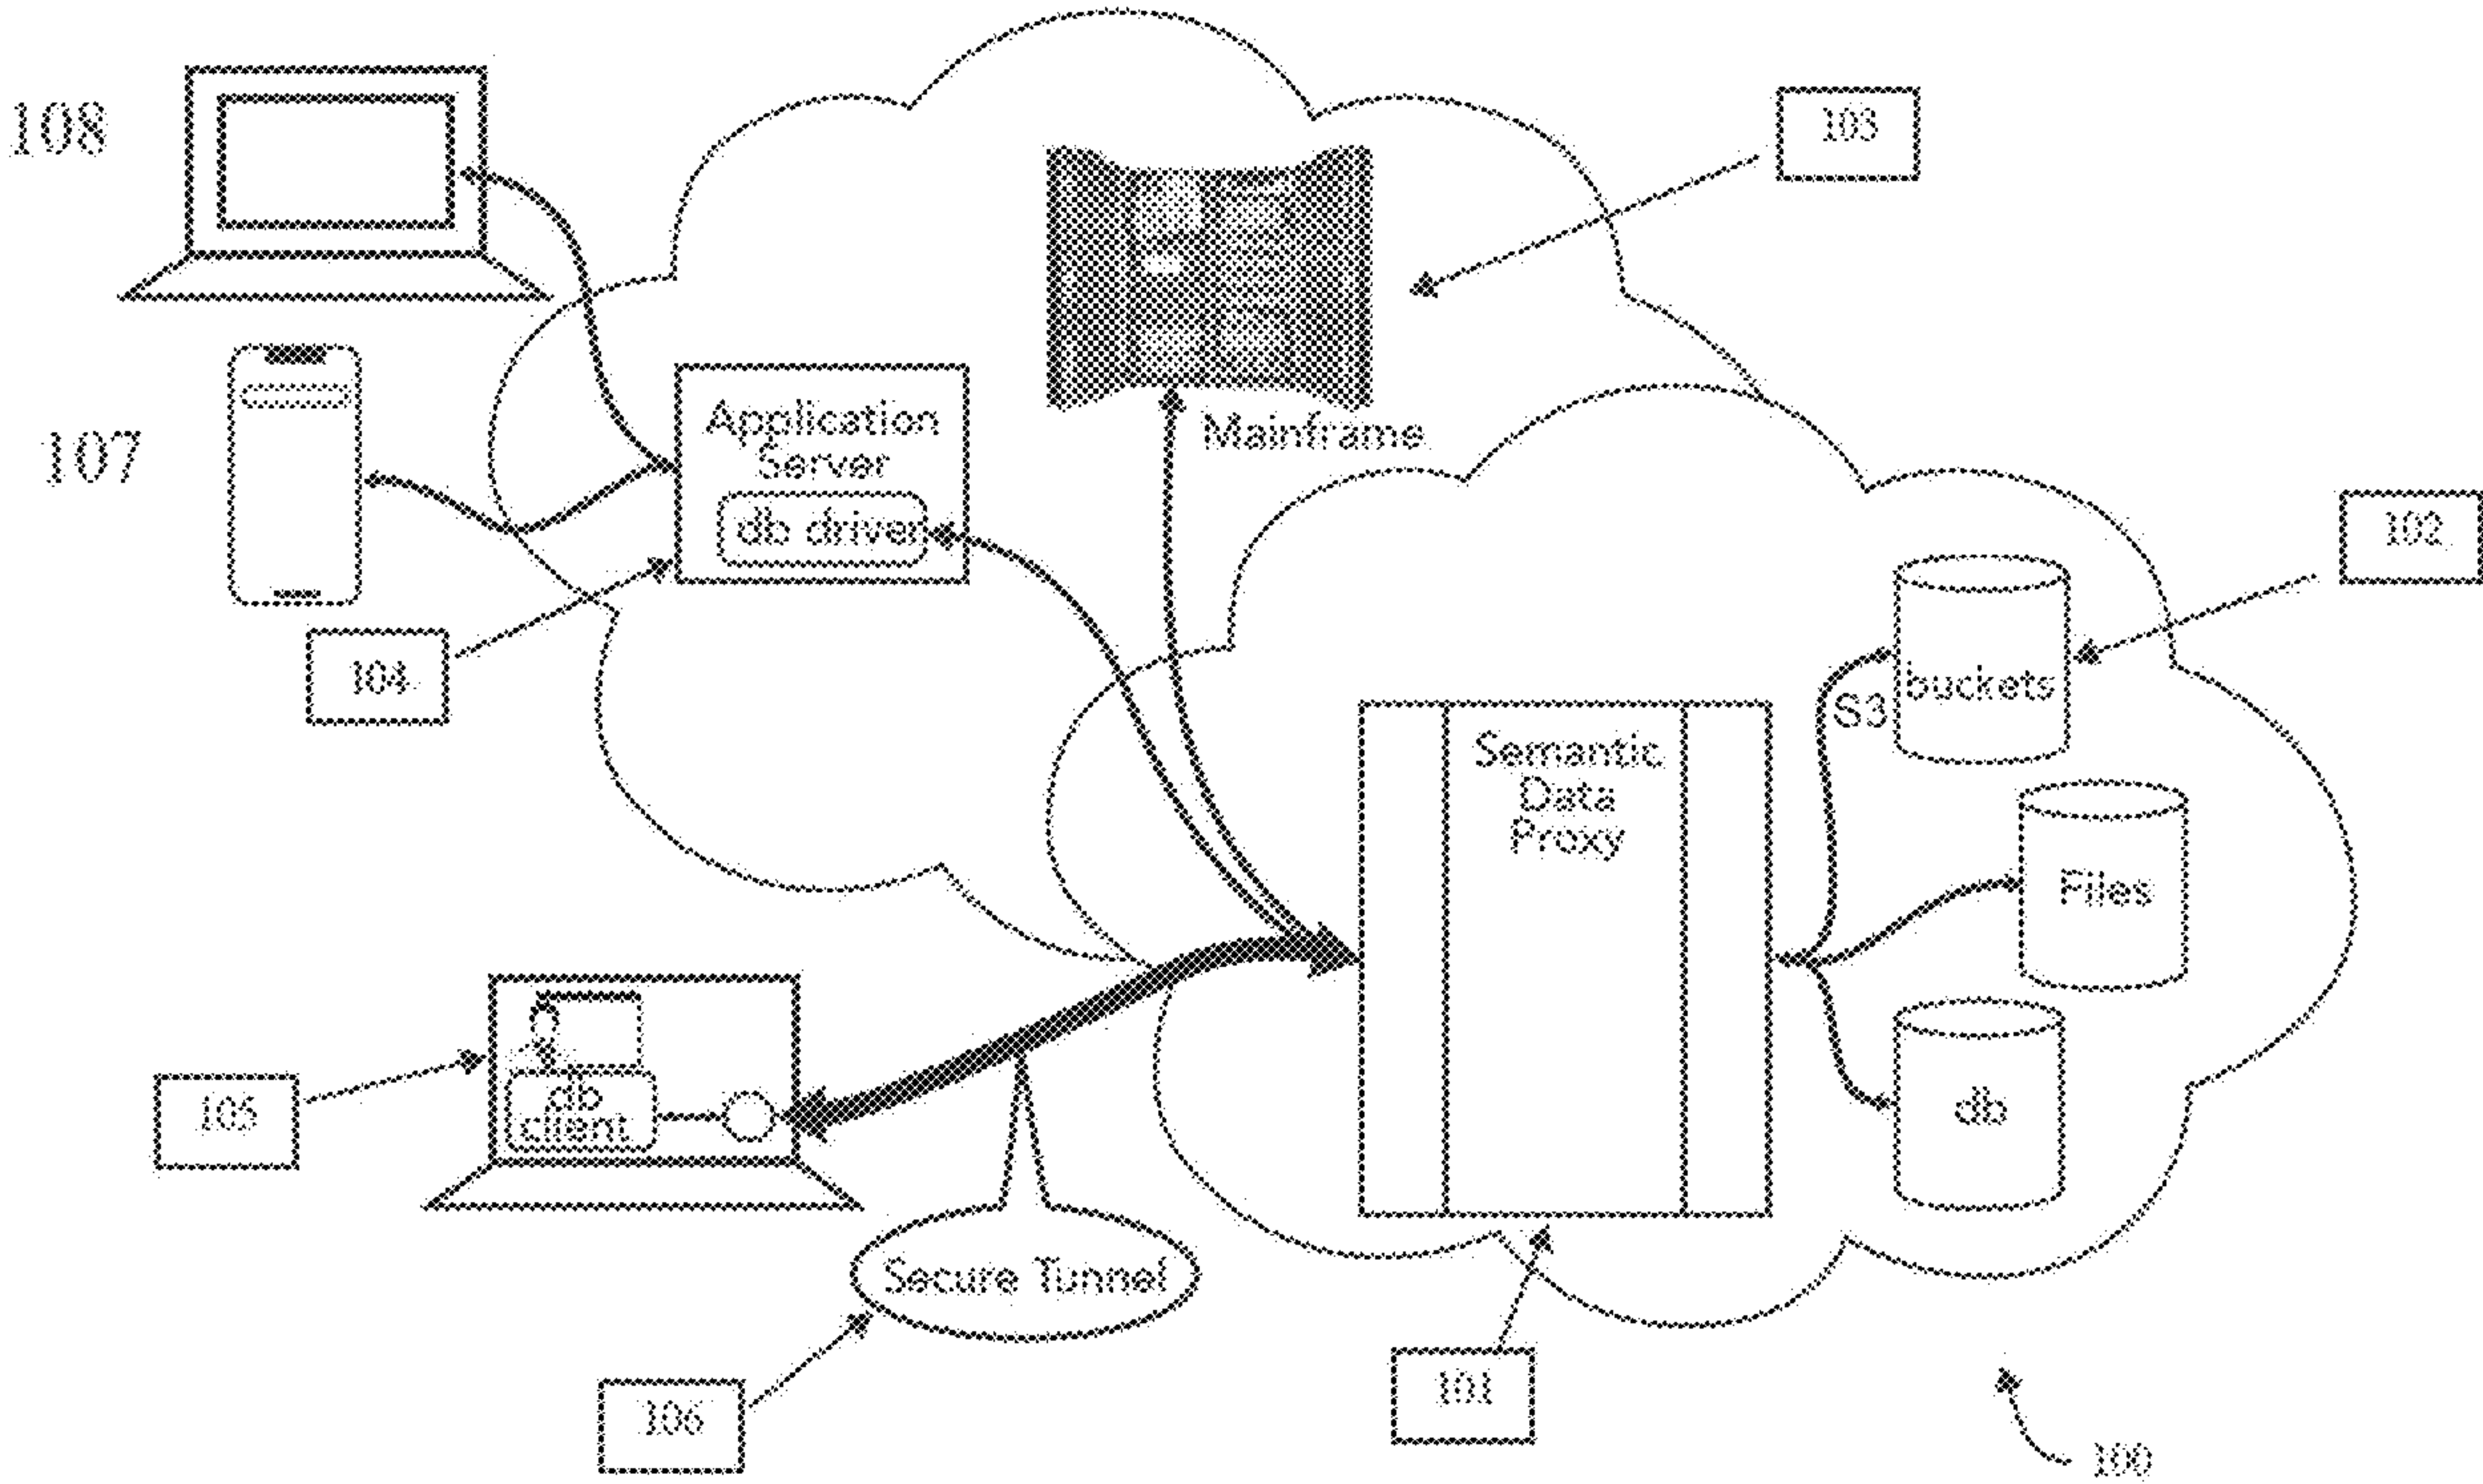 108
103
107
Application
Server
db driver
Mainframe
102
104
buckets
S3
Semantic
Data
Proxy
Files
105
db
client
db
Secure Tunnel
106
101
100